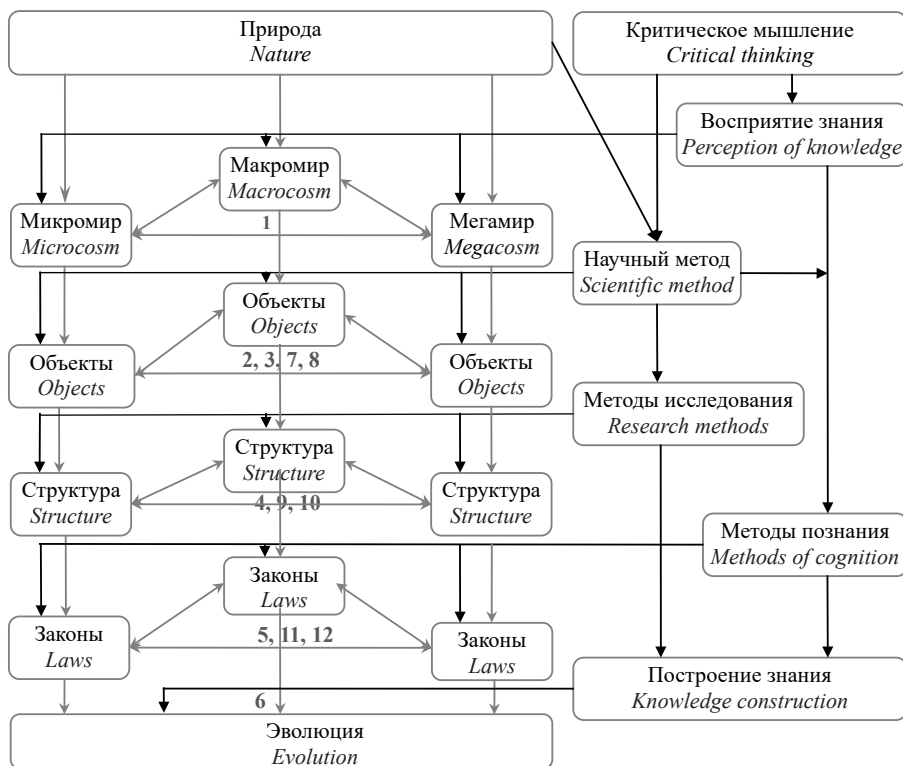 Природа
Nature
Критическое мышление
Critical thinking
Восприятие знания
Perception of knowledge
Макромир
Macrocosm
Микромир
Microcosm
1
Мегамир
Megacosm
Научный метод
Scientific method
Объекты
Objects
Объекты
Objects
2, 3, 7, 8
Объекты
Objects
Методы исследования
Research methods
Структура
Structure
Структура
Structure
4, 9, 10
Структура
Structure
Методы познания
Methods of cognition
Законы
Laws
Законы
Laws
5, 11, 12
Законы
Laws
Построение знания
Knowledge construction
6
Эволюция
Evolution